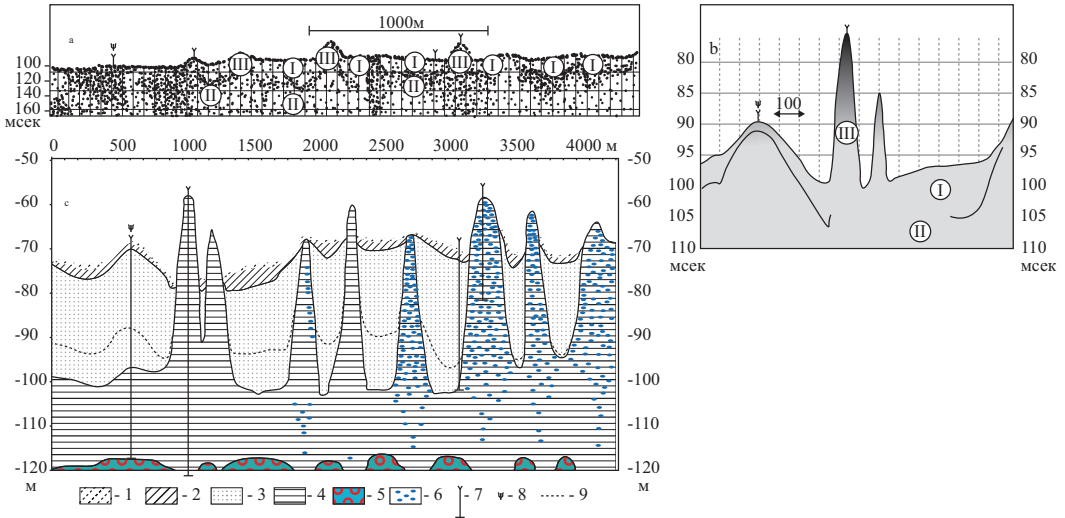 1000м
a
ψ
III I III I I III I I I
II II II
100
120
140
160
мсек
0 500 1000 1500 2000 2500 3000 3500 4000 м
-50 -50
c
-60 -60
ψ
-70 -70
-80 -80
-90 -90
-100 -100
-110 -110
-120 -120
м м
b
80 80
85 85
ψ 100
90 90
III
95 95
100 I 100
105 105
II
110 110
мсек мсек
- 1 - 2 - 3 - 4 - 5 - 6 - 7 ψ - 8 - 9